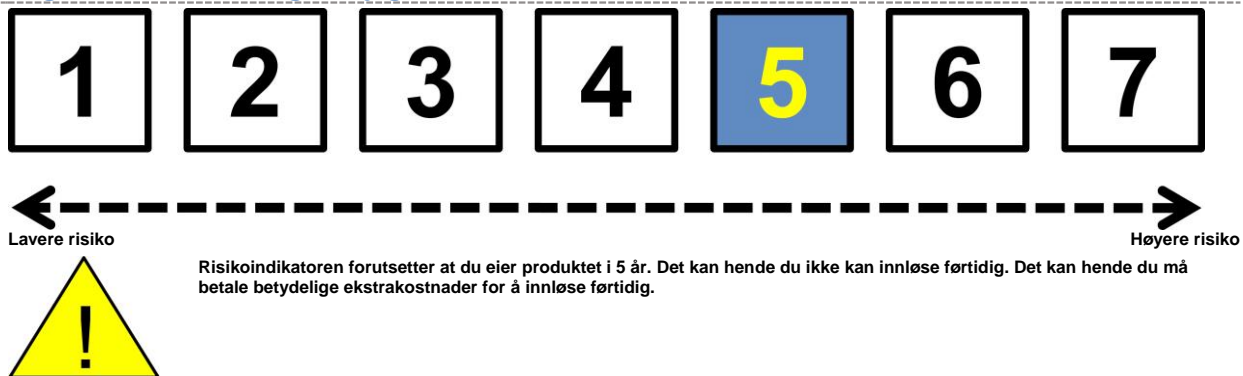 1 2 3 4 5 6 7
Lavere risiko Høyere risiko
Risikoindikatoren forutsetter at du eier produktet i 5 år. Det kan hende du ikke kan innløse førtidig. Det kan hende du må
betale betydelige ekstrakostnader for å innløse førtidig.
!